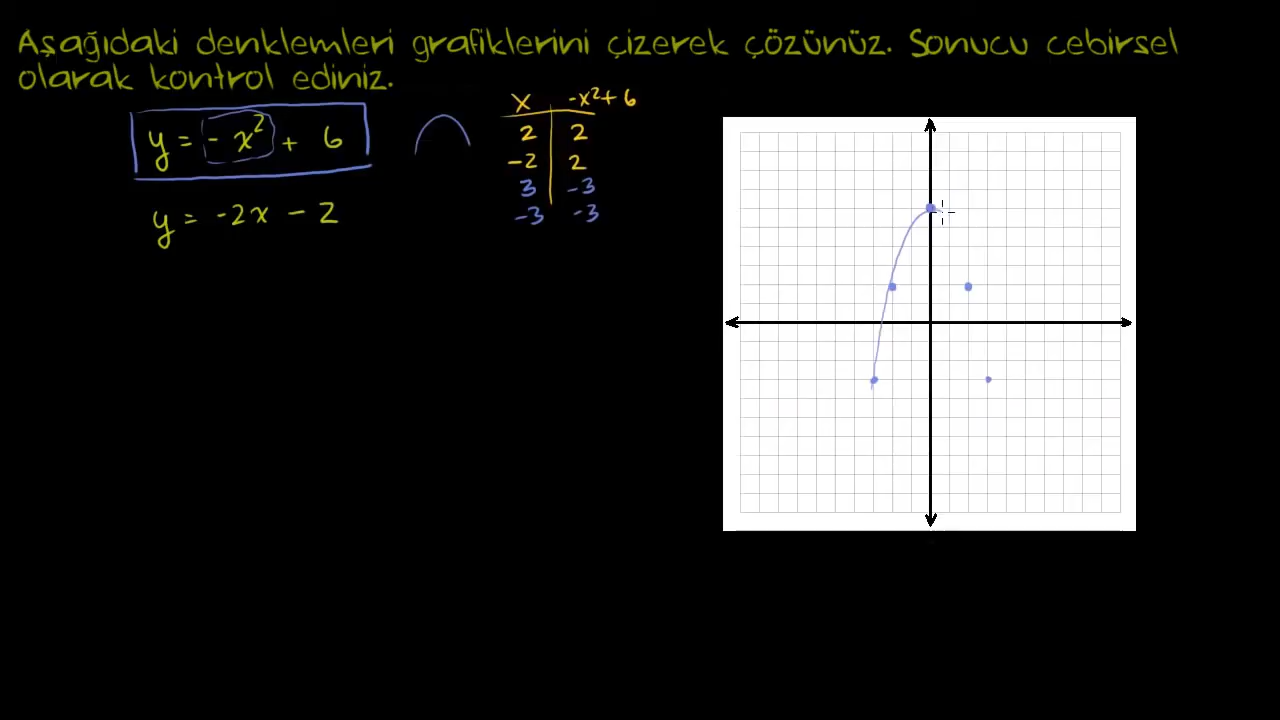 Aşağıdaki denklemleri grafiklerini çizerek çözünüz. Sonucu cebirsel
olarak kontrol ediniz.
y = -x² + 6
y = -2x - 2
x -x²+6
2 2
-2 2
3 -3
-3 -3